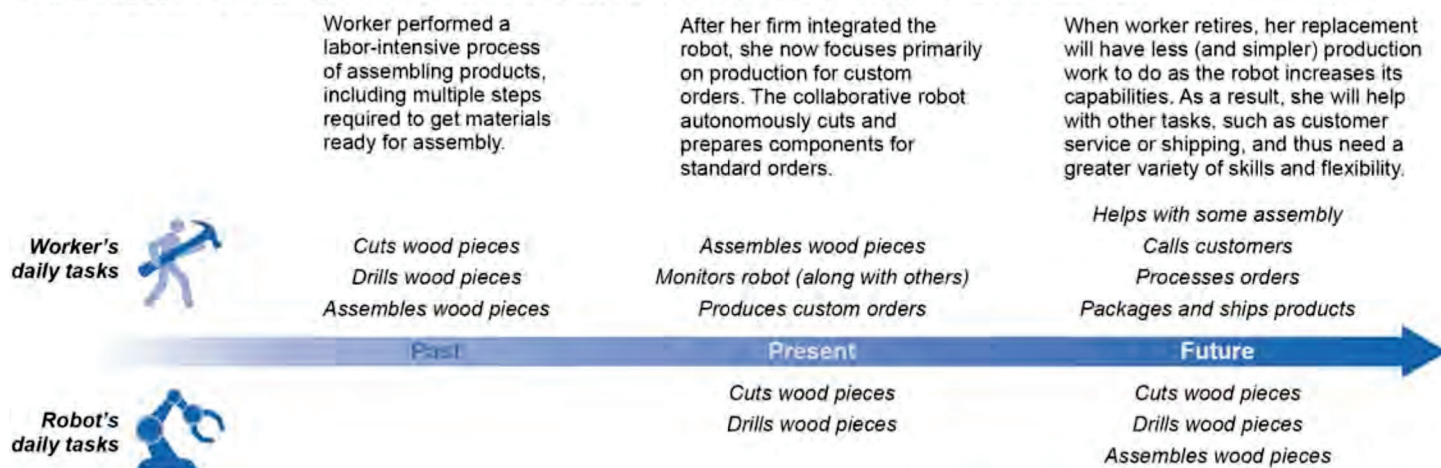 Worker performed a
labor-intensive process
of assembling products,
including multiple steps
required to get materials
ready for assembly.
After her firm integrated the
robot, she now focuses primarily
on production for custom
orders. The collaborative robot
autonomously cuts and
prepares components for
standard orders.
When worker retires, her replacement
will have less (and simpler) production
work to do as the robot increases its
capabilities. As a result, she will help
with other tasks, such as customer
service or shipping, and thus need a
greater variety of skills and flexibility.
Worker's
daily tasks
Cuts wood pieces
Drills wood pieces
Assembles wood pieces
Assembles wood pieces
Monitors robot (along with others)
Produces custom orders
Helps with some assembly
Calls customers
Processes orders
Packages and ships products
Past
Present
Future
Robot's
daily tasks
Cuts wood pieces
Drills wood pieces
Cuts wood pieces
Drills wood pieces
Assembles wood pieces